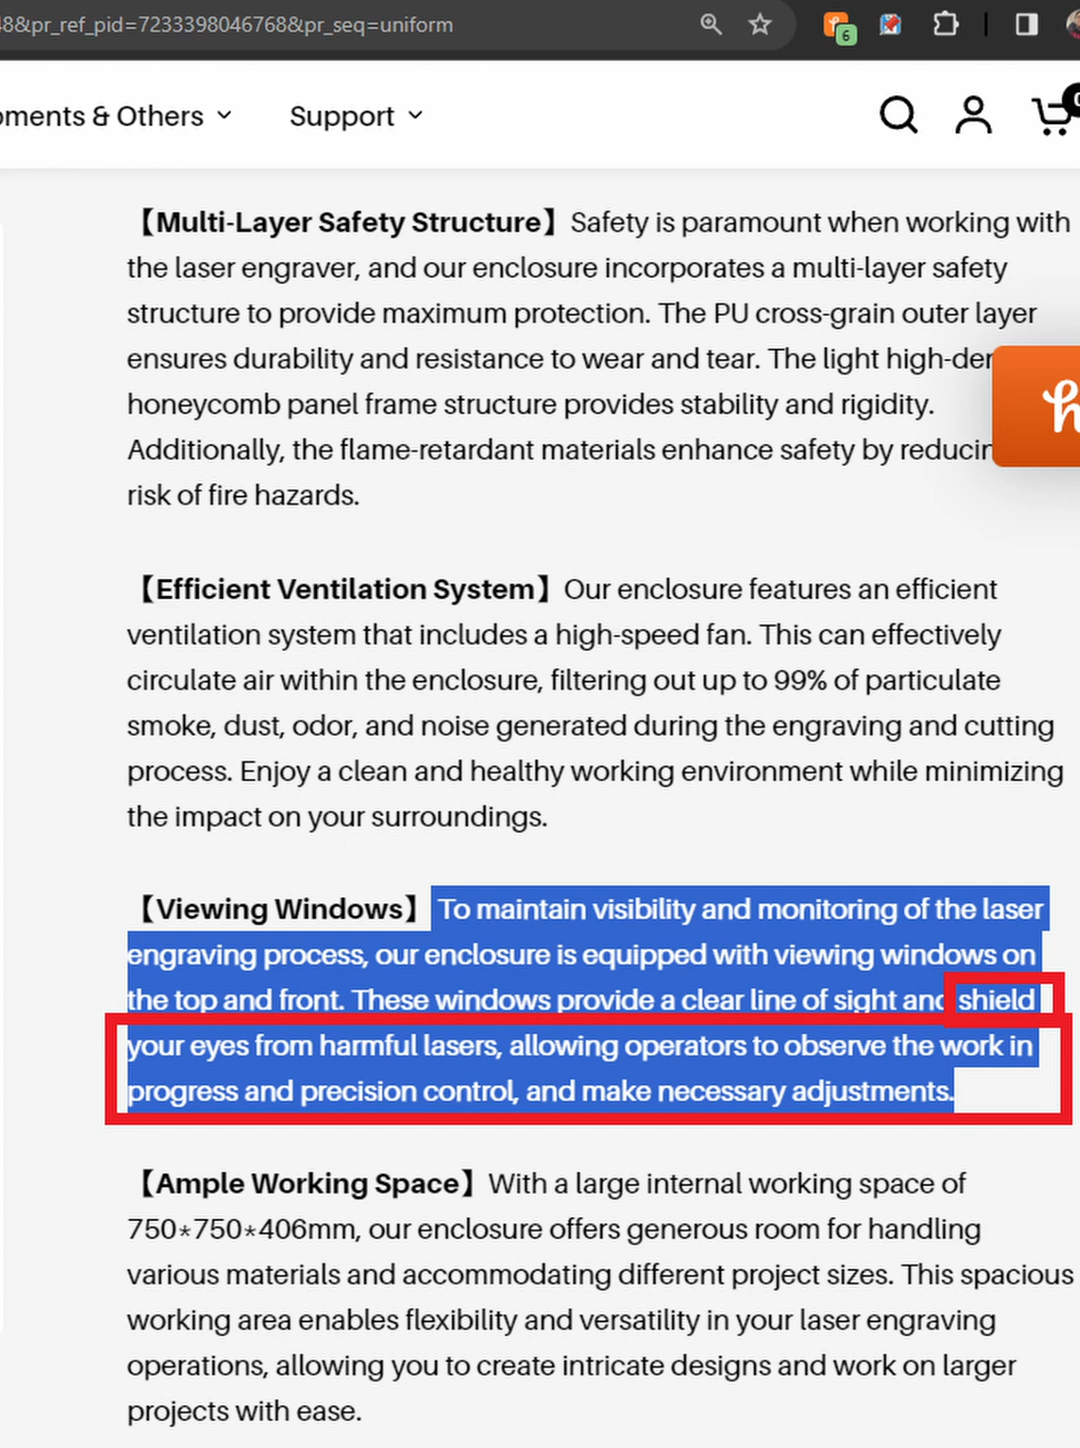 48&pr_ref_pid=7233398046768&pr_seq=uniform
6
pments & Others
Support
【Multi-Layer Safety Structure】Safety is paramount when working with
the laser engraver, and our enclosure incorporates a multi-layer safety
structure to provide maximum protection. The PU cross-grain outer layer
ensures durability and resistance to wear and tear. The light high-den
honeycomb panel frame structure provides stability and rigidity.
Additionally, the flame-retardant materials enhance safety by reducin
risk of fire hazards.
【Efficient Ventilation System】Our enclosure features an efficient
ventilation system that includes a high-speed fan. This can effectively
circulate air within the enclosure, filtering out up to 99% of particulate
smoke, dust, odor, and noise generated during the engraving and cutting
process. Enjoy a clean and healthy working environment while minimizing
the impact on your surroundings.
【Viewing Windows】 To maintain visibility and monitoring of the laser
engraving process, our enclosure is equipped with viewing windows on
the top and front. These windows provide a clear line of sight and shield
your eyes from harmful lasers, allowing operators to observe the work in
progress and precision control, and make necessary adjustments.
【Ample Working Space】With a large internal working space of
750*750*406mm, our enclosure offers generous room for handling
various materials and accommodating different project sizes. This spacious
working area enables flexibility and versatility in your laser engraving
operations, allowing you to create intricate designs and work on larger
projects with ease.